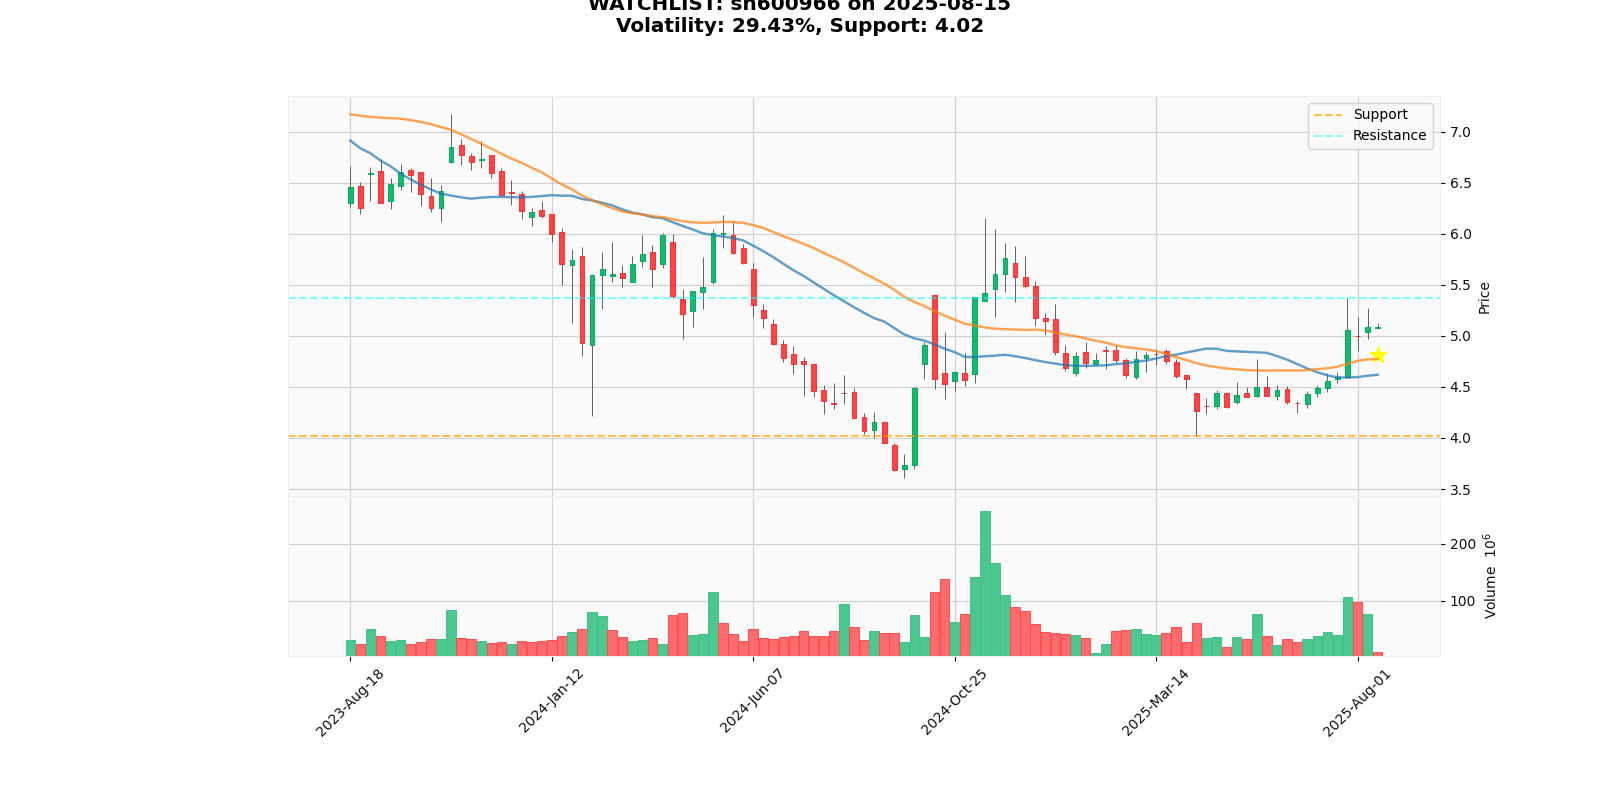 WATCHLIST: sh600966 on 2025-08-15
Volatility: 29.43%, Support: 4.02
Support
Resistance
7.0
6.5
6.0
5.5
5.0
4.5
4.0
3.5
Price
200
100
Volume 10⁶
2023-Aug-18
2024-Jan-12
2024-Jun-07
2024-Oct-25
2025-Mar-14
2025-Aug-01